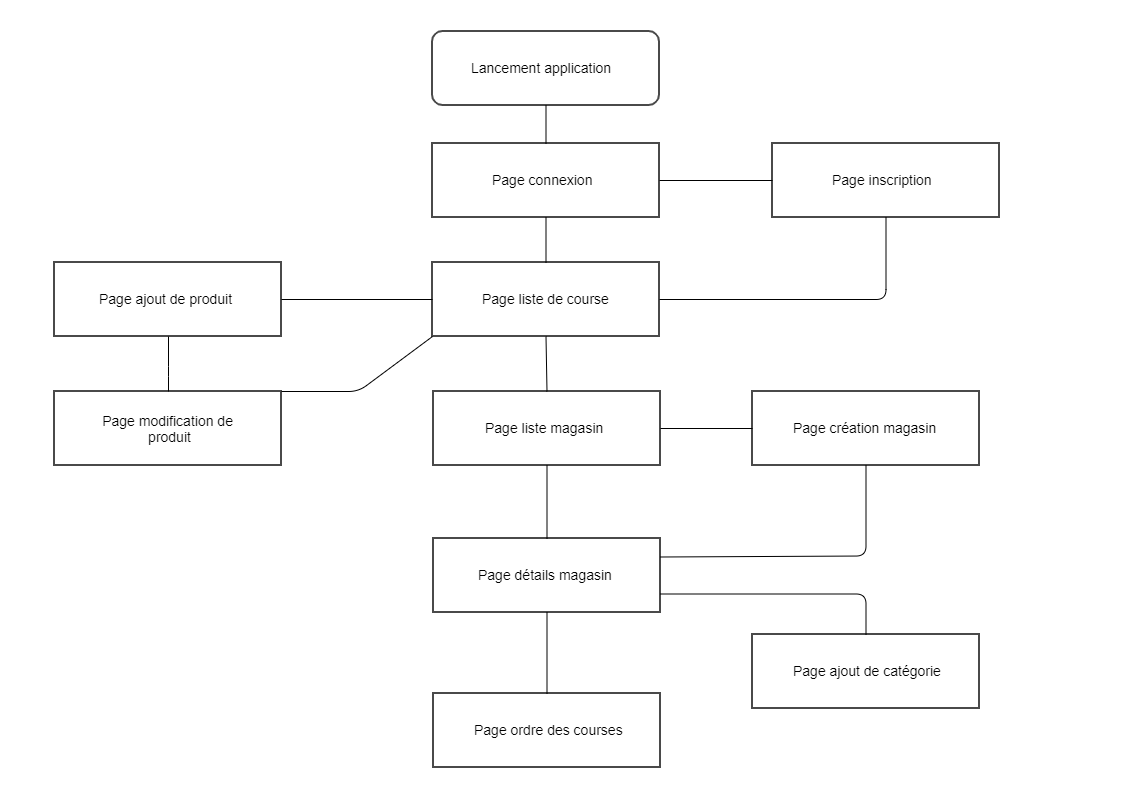 Lancement application
Page connexion
Page inscription
Page ajout de produit
Page liste de course
Page modification de
produit
Page liste magasin
Page création magasin
Page détails magasin
Page ajout de catégorie
Page ordre des courses